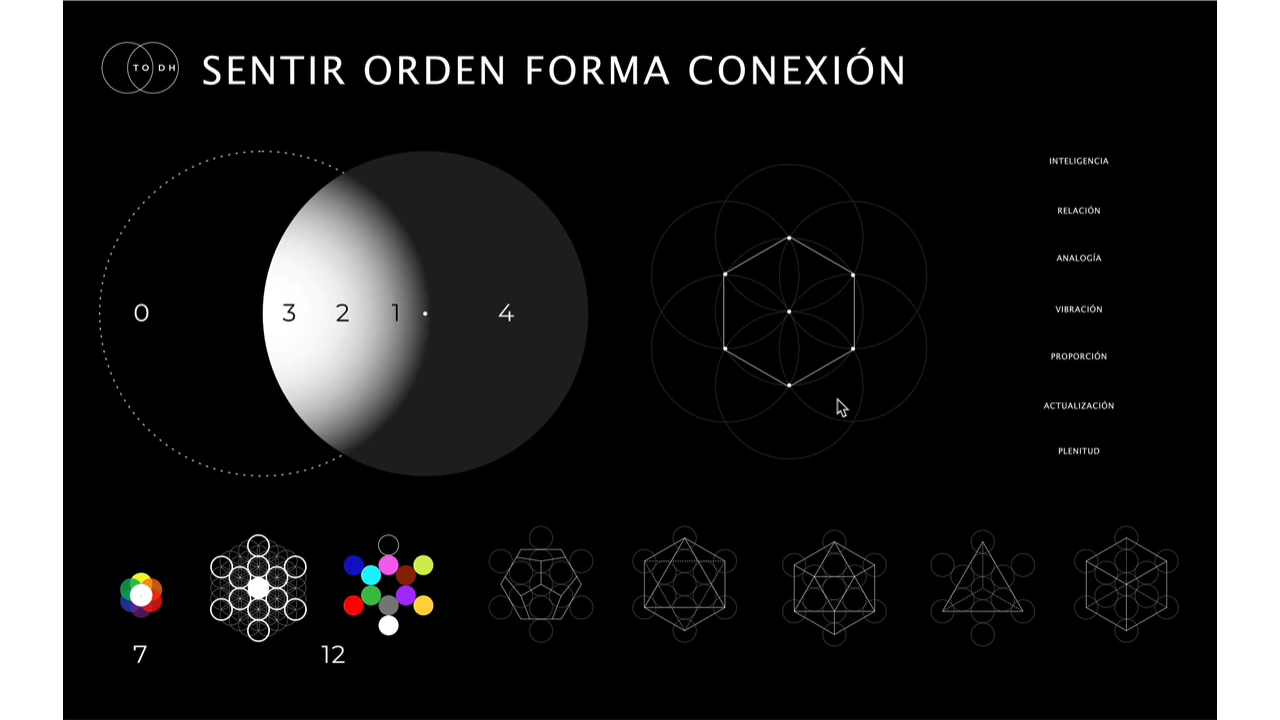 TO DH
SENTIR ORDEN FORMA CONEXIÓN
0 3 2 1 4
INTELIGENCIA
RELACIÓN
ANALOGÍA
VIBRACIÓN
PROPORCIÓN
ACTUALIZACIÓN
PLENITUD
7 12